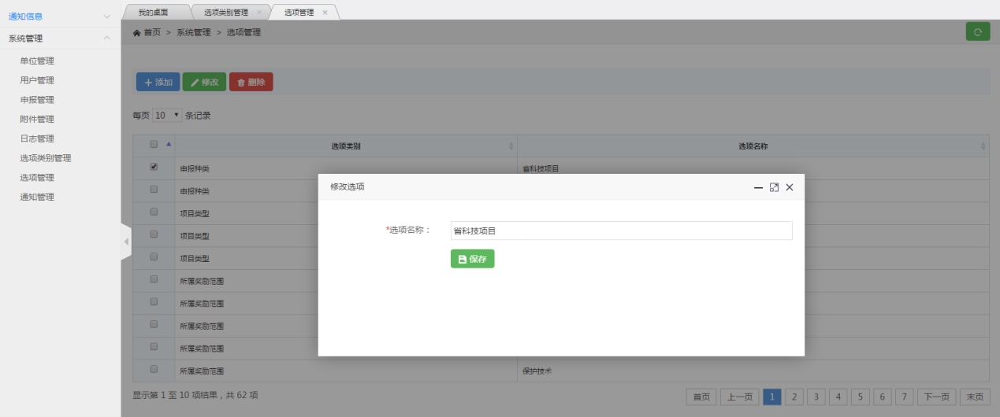 通知信息
系统管理
单位管理
用户管理
申报管理
附件管理
日志管理
选项类别管理
选项管理
通知管理
我的桌面 选项类别管理 × 选项管理 ×
首页 > 系统管理 > 选项管理
添加 修改 删除
每页 10 条记录
选项类别 选项名称
申报种类 省科技项目
申报种类
项目类型
项目类型
项目类型
所属奖励范围
所属奖励范围
所属奖励范围
所属奖励范围
所属奖励范围 保护技术
修改选项
*选项名称： 省科技项目
保存
显示第 1 至 10 项结果，共 62 项
首页 上一页 1 2 3 4 5 6 7 下一页 末页